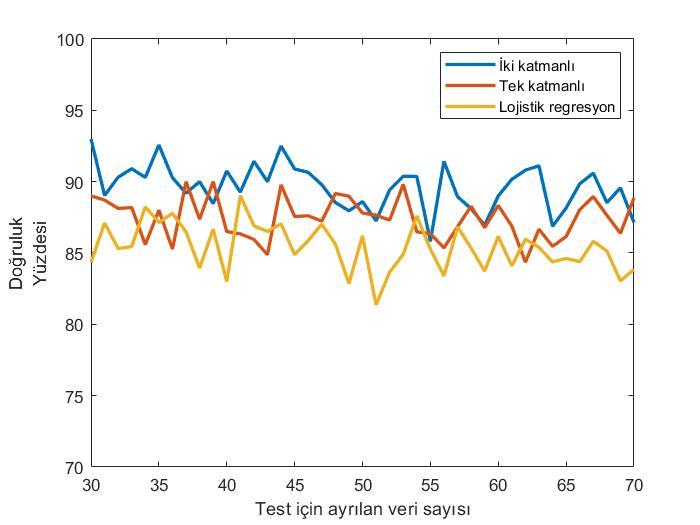 100
95
90
85
80
75
70
30 35 40 45 50 55 60 65 70
Doğruluk
Yüzdesi
Test için ayrılan veri sayısı
İki katmanlı
Tek katmanlı
Lojistik regresyon